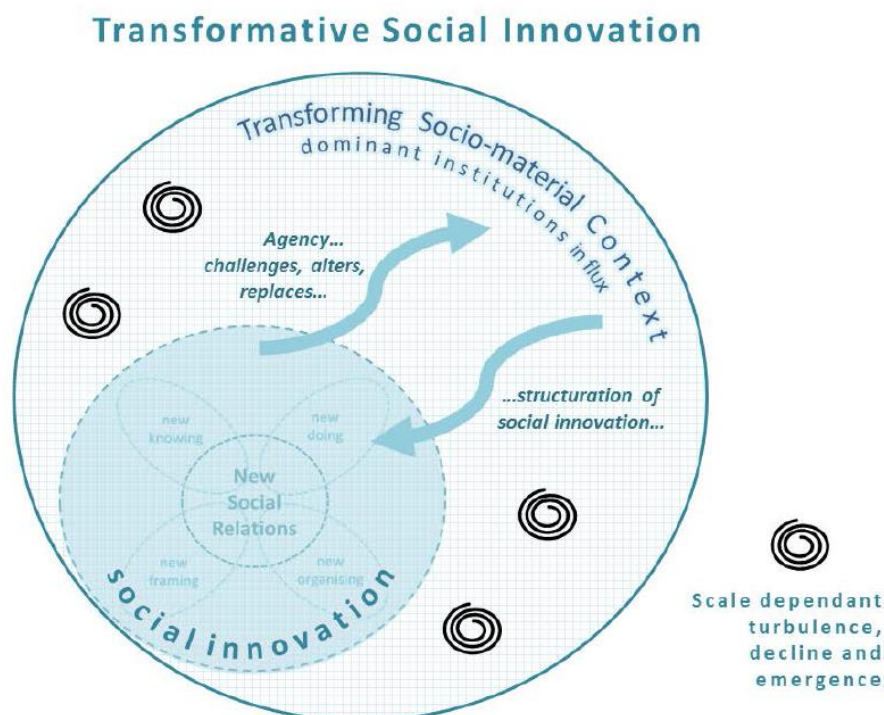 Transformative Social Innovation
Transforming Socio-material Context
dominant institutions in flux
Agency...
challenges, alters,
replaces...
...structuration of
social innovation...
new
knowing
new
doing
New
Social
Relations
new
framing
new
organising
social innovation
Scale dependant
turbulence,
decline and
emergence